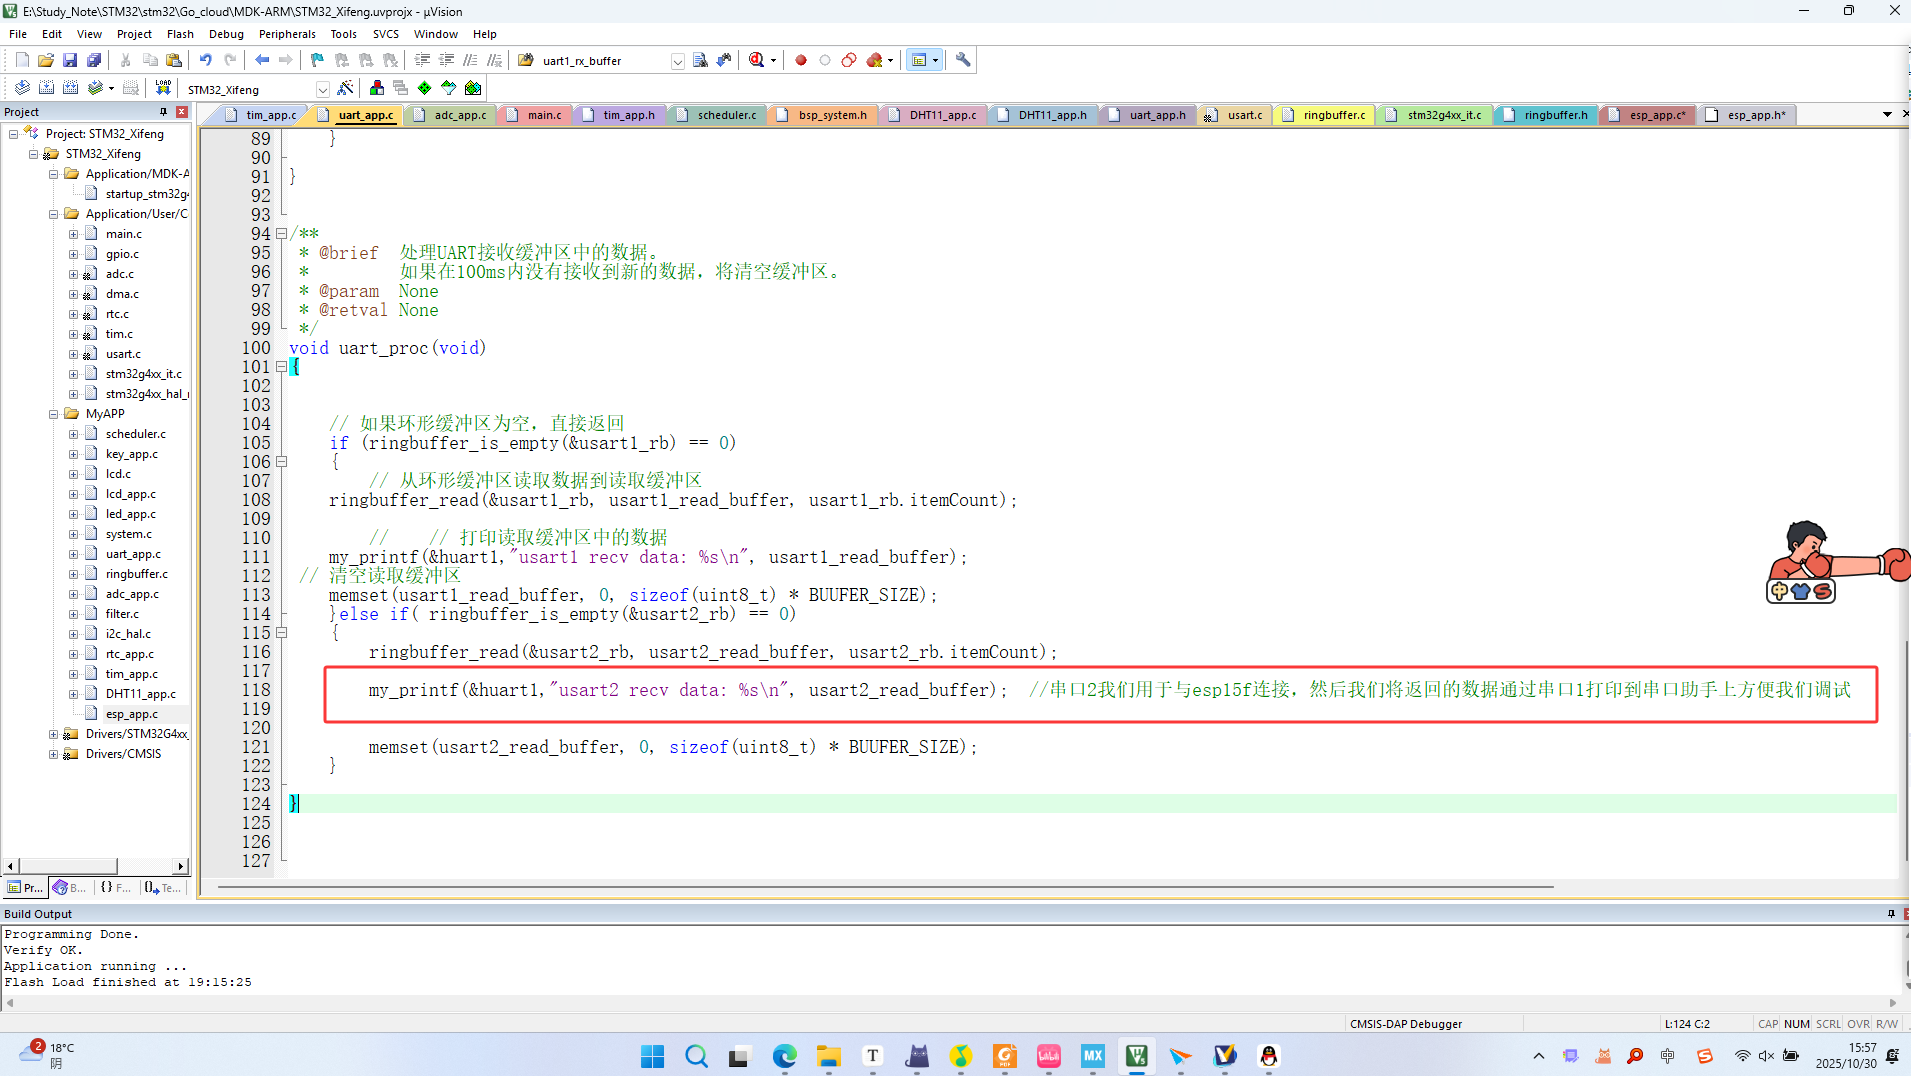 E:\Study_Note\STM32\stm32\Go_cloud\MDK-ARM\STM32_Xifeng.uvprojx - µVision
File Edit View Project Flash Debug Peripherals Tools SVCS Window Help
uart1_rx_buffer
LOAD STM32_Xifeng
Project
tim_app.c uart_app.c adc_app.c main.c tim_app.h scheduler.c bsp_system.h DHT11_app.c DHT11_app.h uart_app.h usart.c ringbuffer.c stm32g4xx_it.c ringbuffer.h esp_app.c* esp_app.h*
Project: STM32_Xifeng
STM32_Xifeng
Application/MDK-A
startup_stm32g4
Application/User/C
main.c
gpio.c
adc.c
dma.c
rtc.c
tim.c
usart.c
stm32g4xx_it.c
stm32g4xx_hal_
MyAPP
scheduler.c
key_app.c
lcd.c
lcd_app.c
led_app.c
system.c
uart_app.c
ringbuffer.c
adc_app.c
filter.c
i2c_hal.c
rtc_app.c
tim_app.c
DHT11_app.c
esp_app.c
Drivers/STM32G4xx_
Drivers/CMSIS
Pr... B... {} F... Te...
89 }
90
91 }
92
93
94 /**
95 * @brief 处理UART接收缓冲区中的数据。
96 * 如果在100ms内没有接收到新的数据，将清空缓冲区。
97 * @param None
98 * @retval None
99 */
100 void uart_proc(void)
101 {
102
103
104 // 如果环形缓冲区为空，直接返回
105 if (ringbuffer_is_empty(&usart1_rb) == 0)
106 {
107 // 从环形缓冲区读取数据到读取缓冲区
108 ringbuffer_read(&usart1_rb, usart1_read_buffer, usart1_rb.itemCount);
109
110 // // 打印读取缓冲区中的数据
111 my_printf(&huart1,"usart1 recv data: %s\n", usart1_read_buffer);
112 // 清空读取缓冲区
113 memset(usart1_read_buffer, 0, sizeof(uint8_t) * BUUFER_SIZE);
114 }else if( ringbuffer_is_empty(&usart2_rb) == 0)
115 {
116 ringbuffer_read(&usart2_rb, usart2_read_buffer, usart2_rb.itemCount);
117
118 my_printf(&huart1,"usart2 recv data: %s\n", usart2_read_buffer); //串口2我们用于与esp15f连接，然后我们将返回的数据通过串口1打印到串口助手上方便我们调试
119
120
121 memset(usart2_read_buffer, 0, sizeof(uint8_t) * BUUFER_SIZE);
122 }
123
124 }
125
126
127
中
Build Output
Programming Done.
Verify OK.
Application running ...
Flash Load finished at 19:15:25
CMSIS-DAP Debugger L:124 C:2 CAP NUM SCRL OVR R/W
2 18°C
阴
T MX 中
15:57
2025/10/30